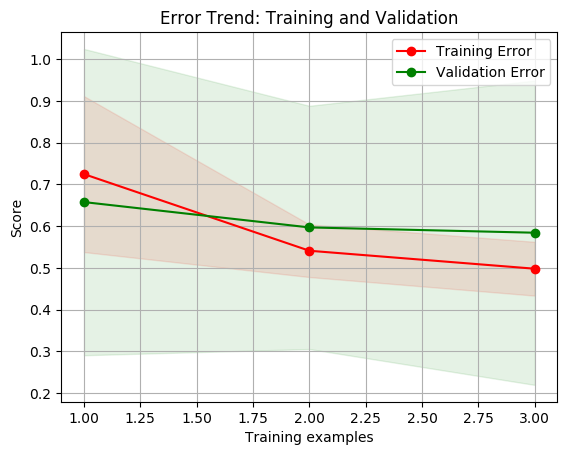 Error Trend: Training and Validation
Training Error
Validation Error
Score
1.0
0.9
0.8
0.7
0.6
0.5
0.4
0.3
0.2
1.00 1.25 1.50 1.75 2.00 2.25 2.50 2.75 3.00
Training examples